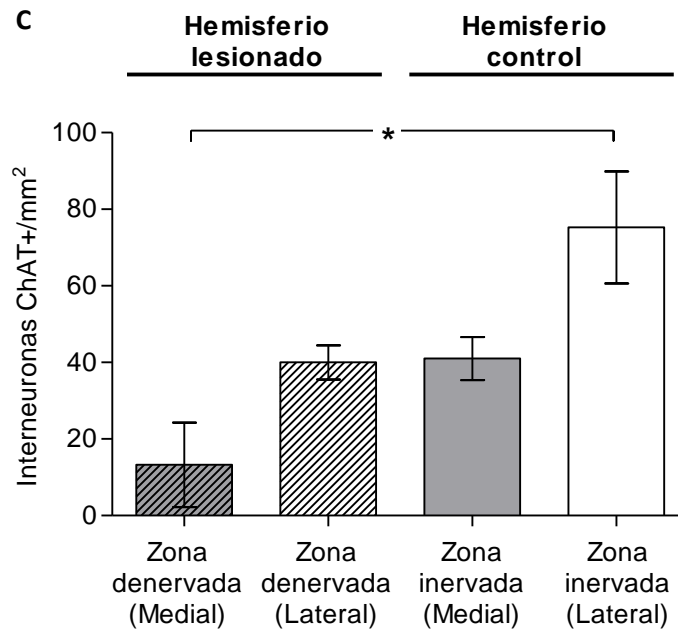 C
Hemisferio
lesionado
Hemisferio
control
100
80
60
40
20
0
*
Interneuronas ChAT+/mm²
Zona
denervada
(Medial)
Zona
denervada
(Lateral)
Zona
inervada
(Medial)
Zona
inervada
(Lateral)